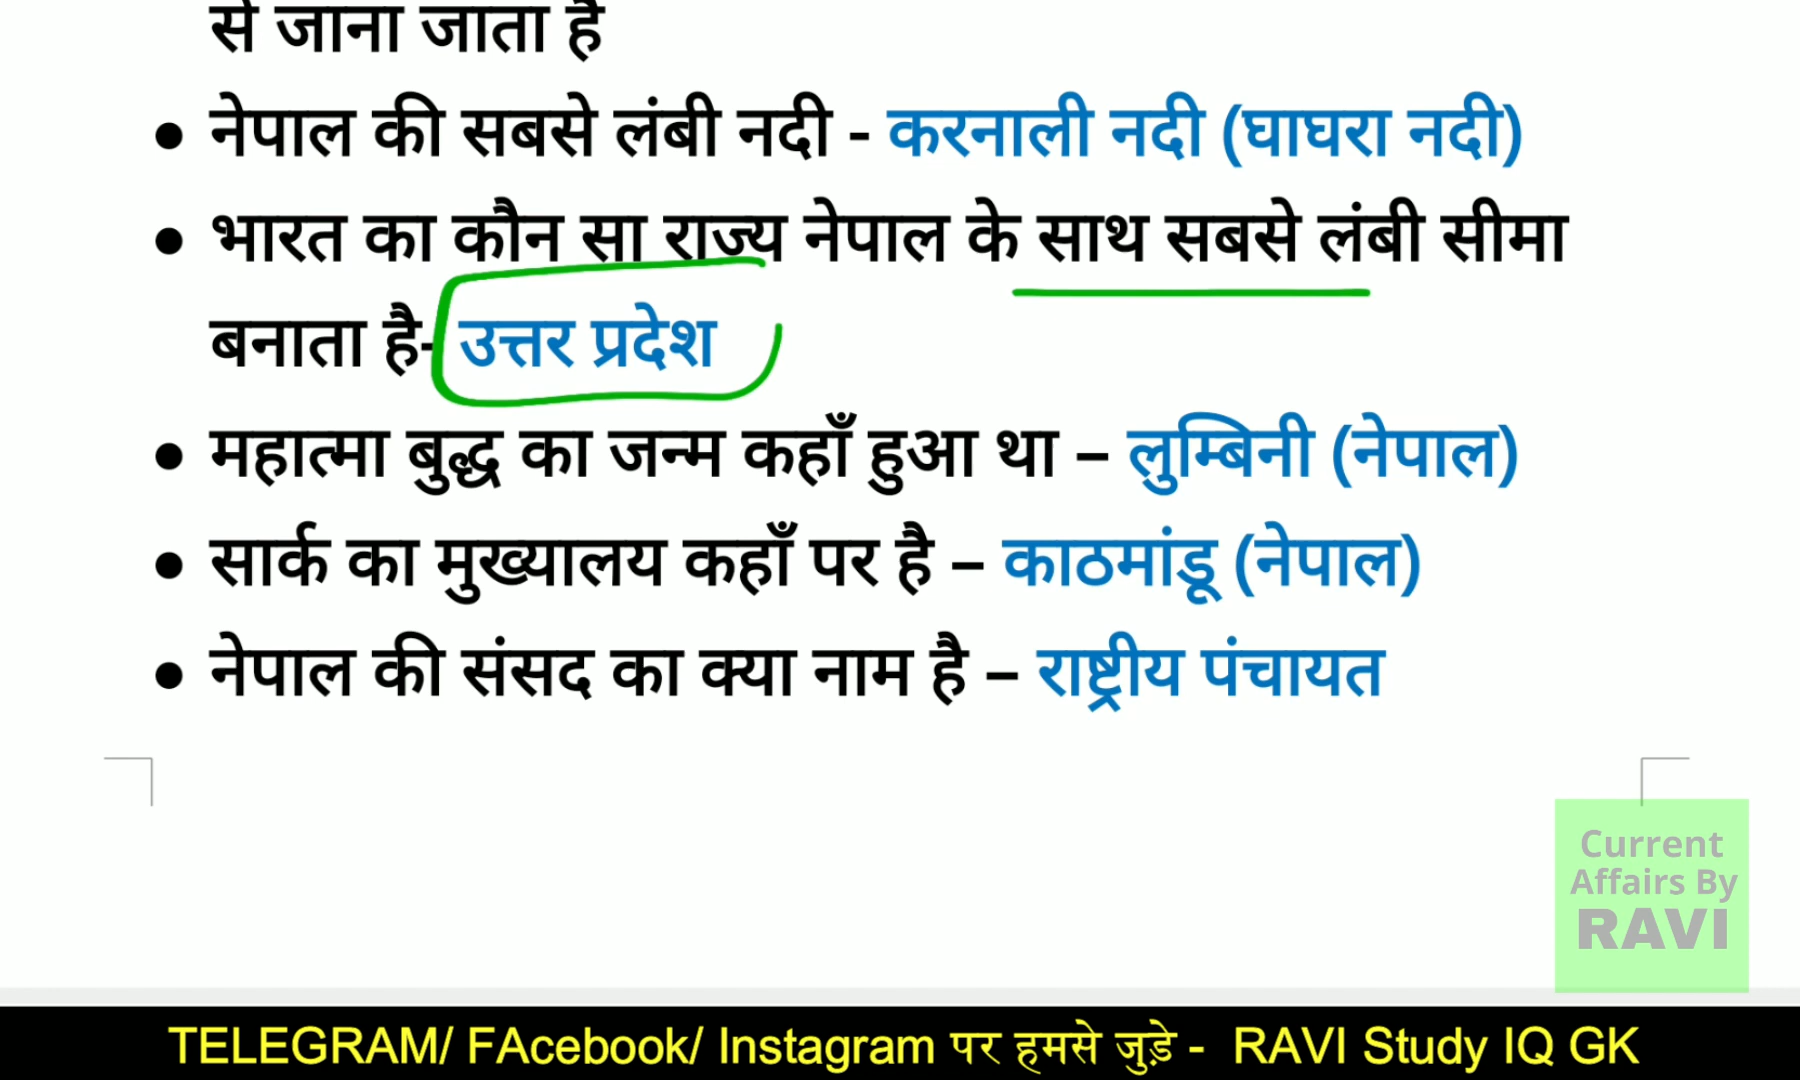 से जाना जाता है
● नेपाल की सबसे लंबी नदी - करनाली नदी (घाघरा नदी)
● भारत का कौन सा राज्य नेपाल के साथ सबसे लंबी सीमा
बनाता है- उत्तर प्रदेश
● महात्मा बुद्ध का जन्म कहाँ हुआ था – लुम्बिनी (नेपाल)
● सार्क का मुख्यालय कहाँ पर है – काठमांडू (नेपाल)
● नेपाल की संसद का क्या नाम है – राष्ट्रीय पंचायत
Current
Affairs By
RAVI
TELEGRAM/ FAcebook/ Instagram पर हमसे जुड़े - RAVI Study IQ GK